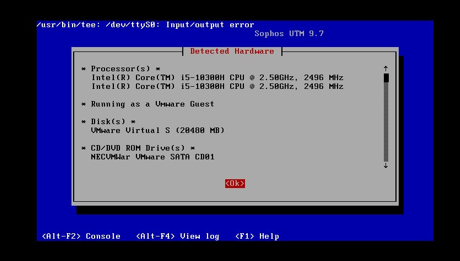 /usr/bin/tee: /dev/ttyS0: Input/output error
Sophos UTM 9.7
Detected Hardware
* Processor(s) *
Intel(R) Core(TM) i5-10300H CPU @ 2.50GHz, 2496 MHz
Intel(R) Core(TM) i5-10300H CPU @ 2.50GHz, 2496 MHz
* Running as a VMware Guest
* Disk(s) *
VMware Virtual S (20480 MB)
* CD/DVD ROM Drive(s) *
NECVMWar VMware SATA CD01
<Ok>
<Alt-F2> Console <Alt-F4> View log <F1> Help